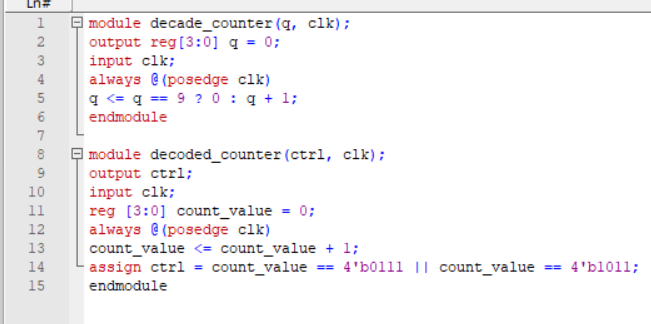 Ln#
1 module decade_counter(q, clk);
2 output reg[3:0] q = 0;
3 input clk;
4 always @(posedge clk)
5 q <= q == 9 ? 0 : q + 1;
6 endmodule
7
8 module decoded_counter(ctrl, clk);
9 output ctrl;
10 input clk;
11 reg [3:0] count_value = 0;
12 always @(posedge clk)
13 count_value <= count_value + 1;
14 assign ctrl = count_value == 4'b0111 || count_value == 4'b1011;
15 endmodule